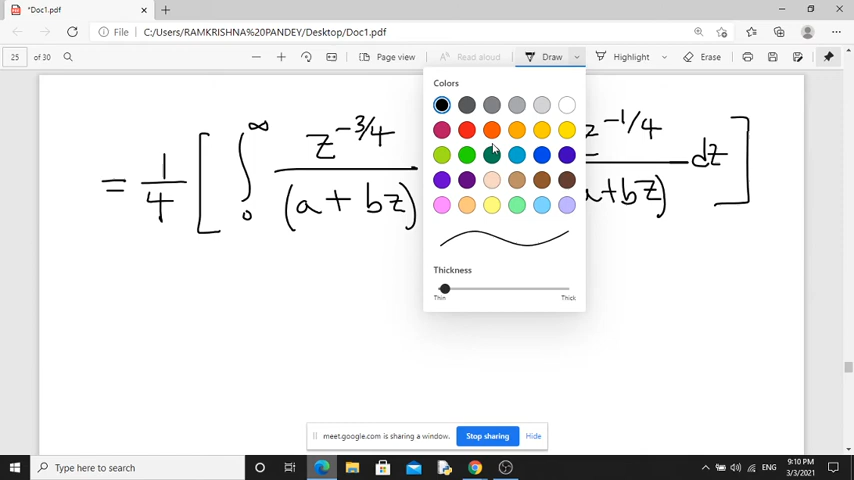 *Doc1.pdf
File C:/Users/RAMKRISHNA%20PANDEY/Desktop/Doc1.pdf
25 of 30 Page view Read aloud Draw Highlight Erase
Colors
= 1/4 [ ∫₀^∞ z^{-3/4} / (a + bz) z^{-1/4} / a+bz) dz ]
Thickness
Thin Thick
meet.google.com is sharing a window. Stop sharing Hide
Type here to search
ENG
9:10 PM
3/3/2021